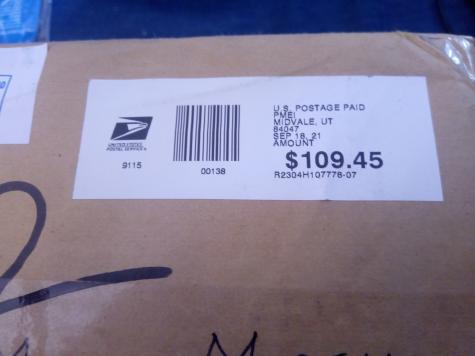 U.S. POSTAGE PAID
PMEI
MIDVALE, UT
84047
SEP 18, 21
AMOUNT
$109.45
R2304H107778-07
UNITED STATES
POSTAL SERVICE®
9115
00138